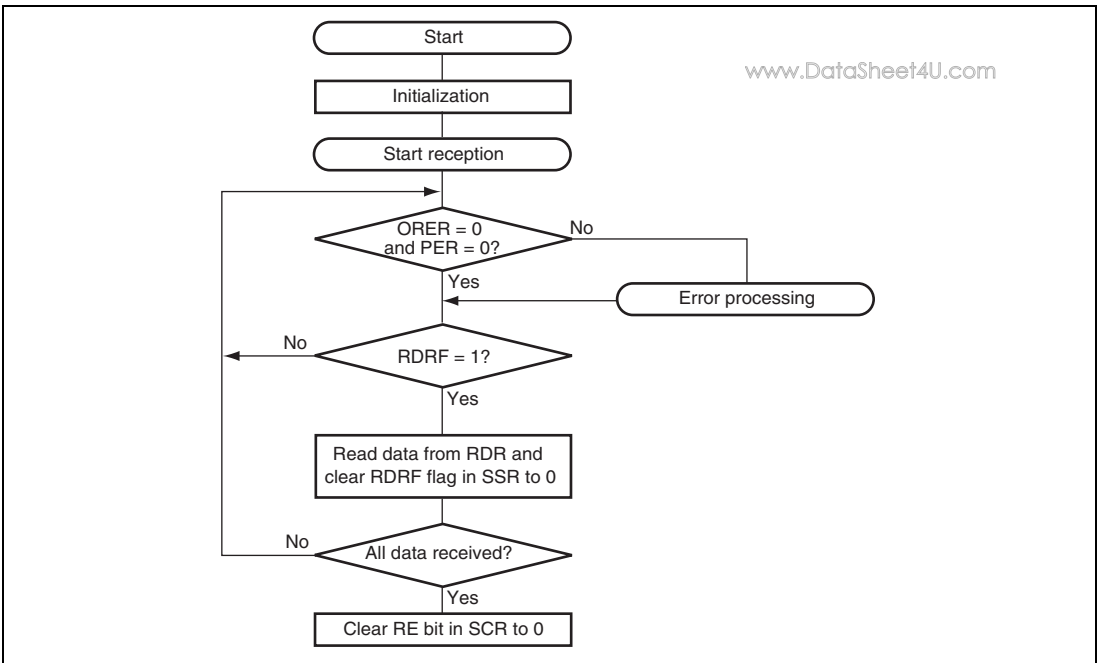 Start
www.DataSheet4U.com
Initialization
Start reception
ORER = 0
and PER = 0?
No
Yes
Error processing
No
RDRF = 1?
Yes
Read data from RDR and
clear RDRF flag in SSR to 0
No
All data received?
Yes
Clear RE bit in SCR to 0